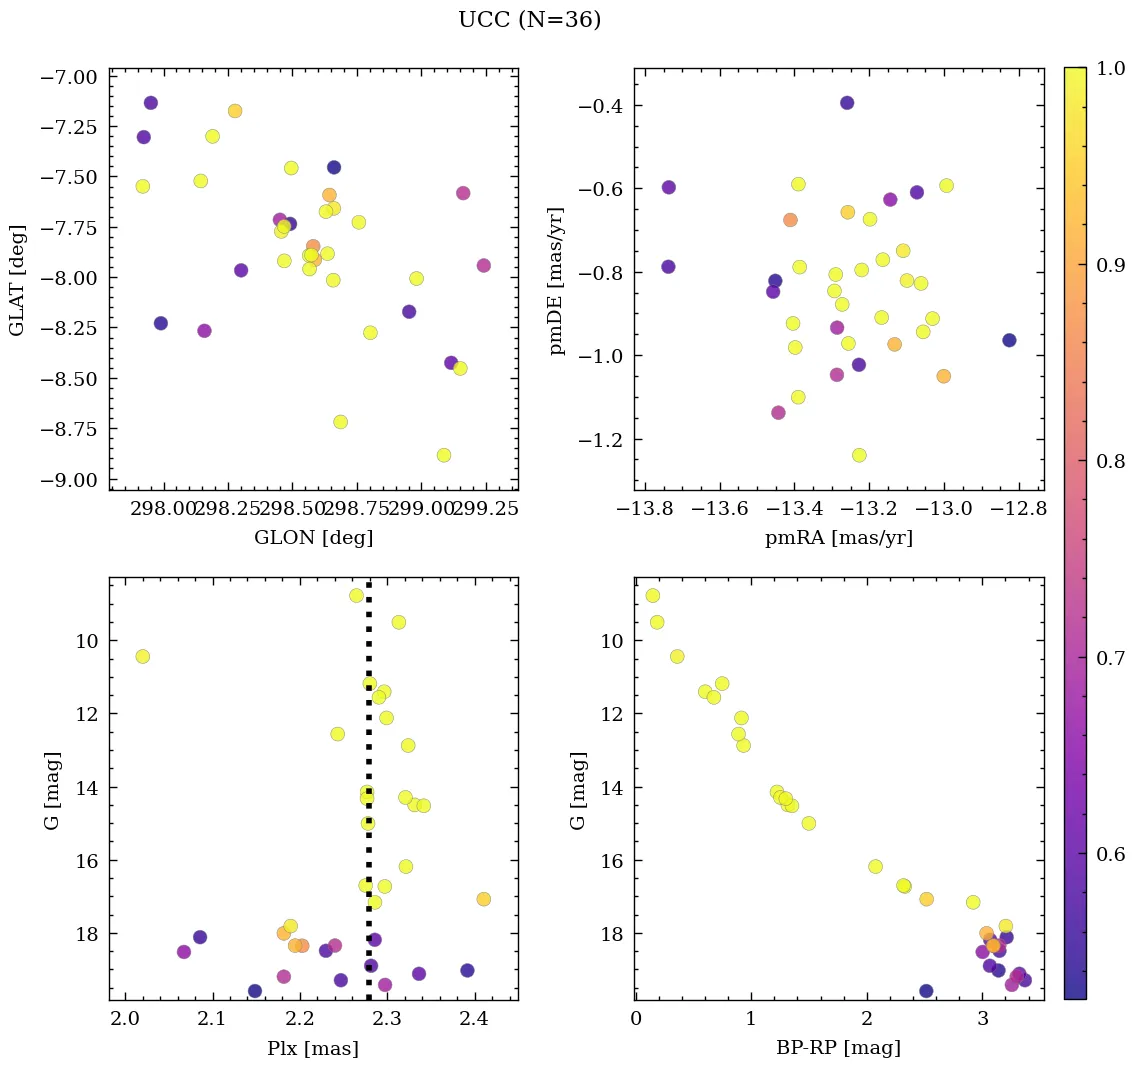 UCC (N=36)
−7.00
−7.25
−7.50
−7.75
−8.00
−8.25
−8.50
−8.75
−9.00
GLAT [deg]
298.00 298.25 298.50 298.75 299.00 299.25
GLON [deg]
−0.4
−0.6
−0.8
−1.0
−1.2
pmDE [mas/yr]
−13.8 −13.6 −13.4 −13.2 −13.0 −12.8
pmRA [mas/yr]
10
12
14
16
18
G [mag]
2.0 2.1 2.2 2.3 2.4
Plx [mas]
10
12
14
16
18
G [mag]
0 1 2 3
BP-RP [mag]
1.0
0.9
0.8
0.7
0.6